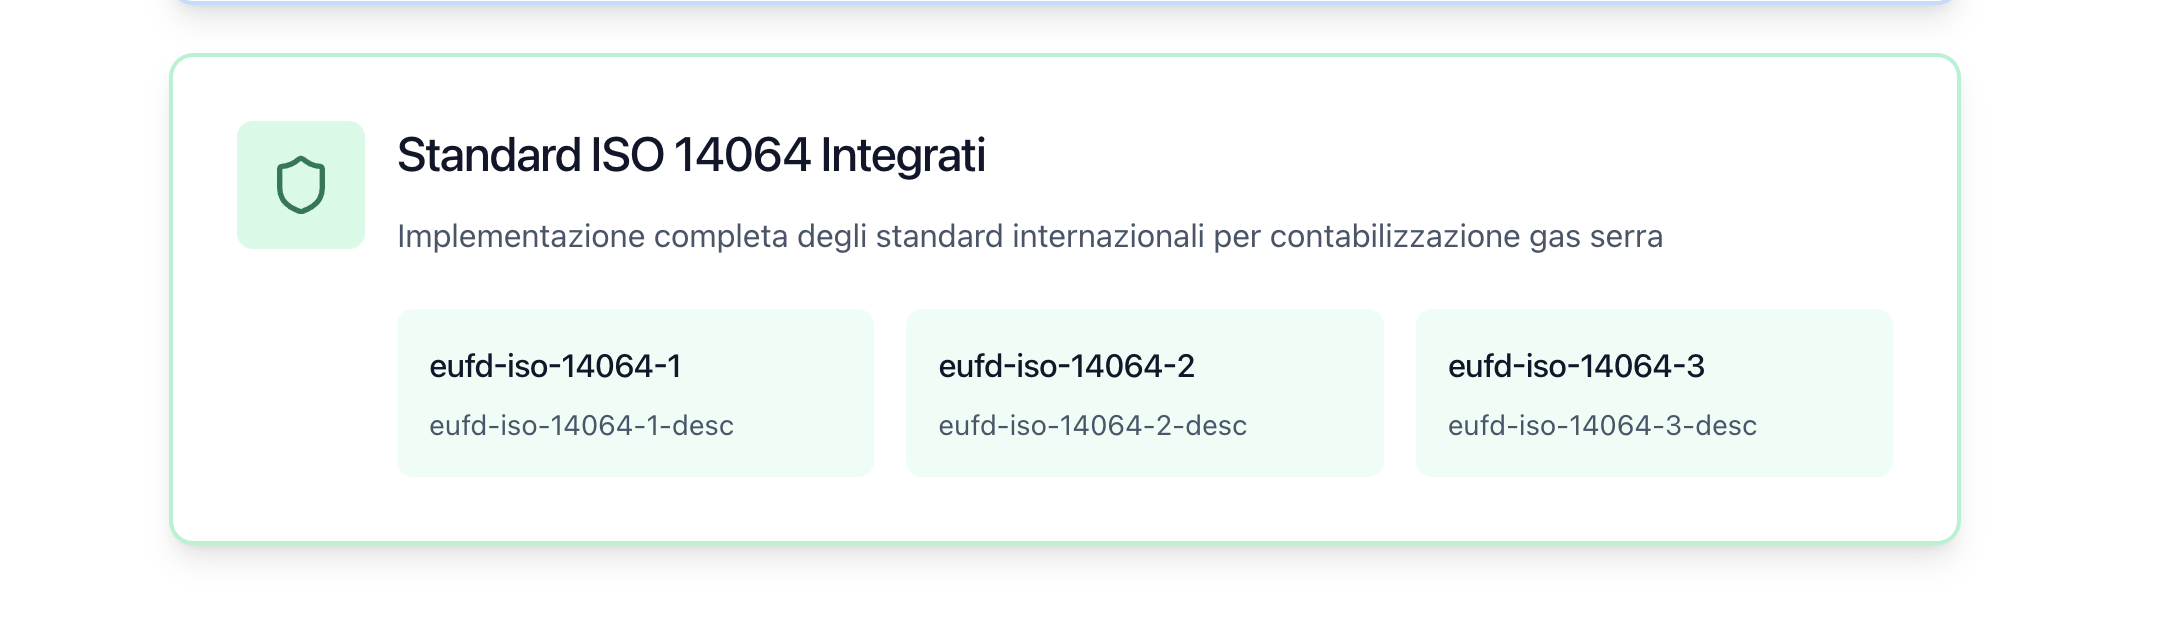 Standard ISO 14064 Integrati
Implementazione completa degli standard internazionali per contabilizzazione gas serra
eufd-iso-14064-1
eufd-iso-14064-1-desc
eufd-iso-14064-2
eufd-iso-14064-2-desc
eufd-iso-14064-3
eufd-iso-14064-3-desc